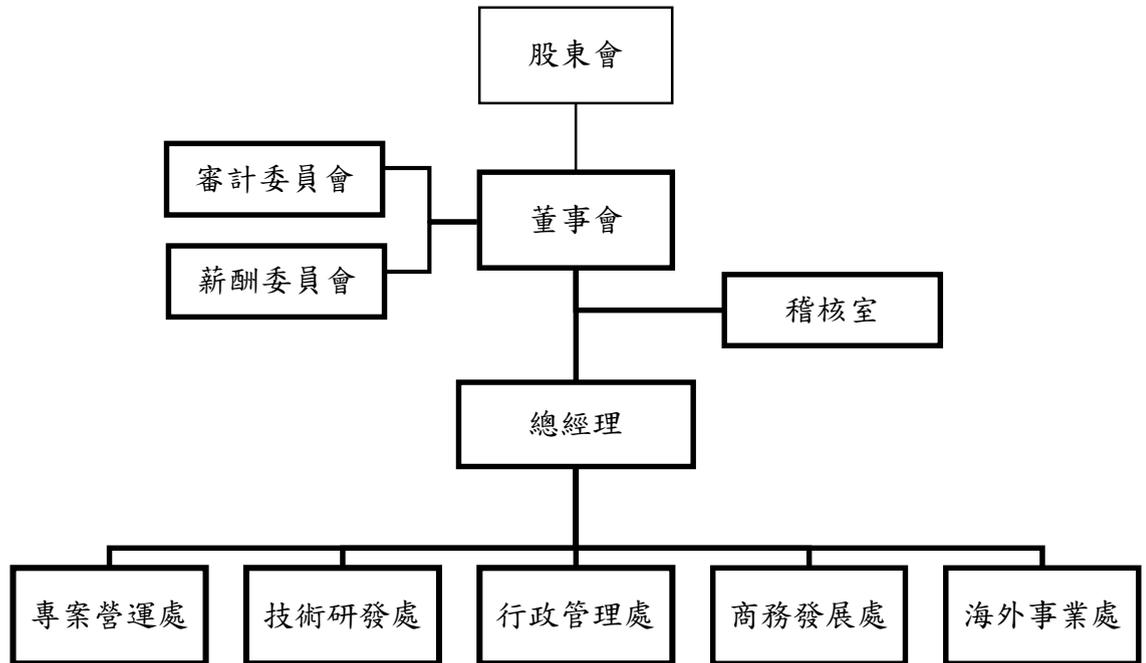 股東會
審計委員會
董事會
薪酬委員會
稽核室
總經理
專案營運處
技術研發處
行政管理處
商務發展處
海外事業處